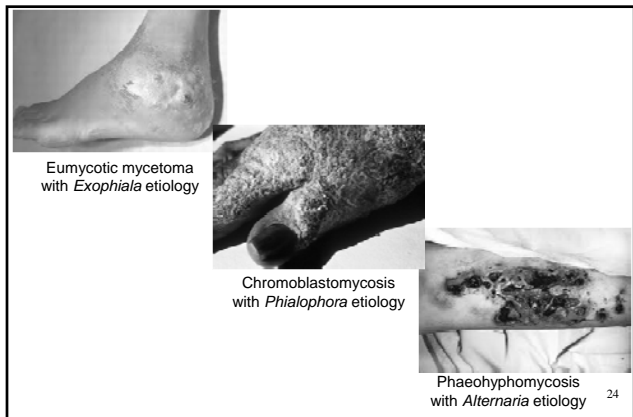 Eumycotic mycetoma
with Exophiala etiology
Chromoblastomycosis
with Phialophora etiology
Phaeohyphomycosis
with Alternaria etiology
24